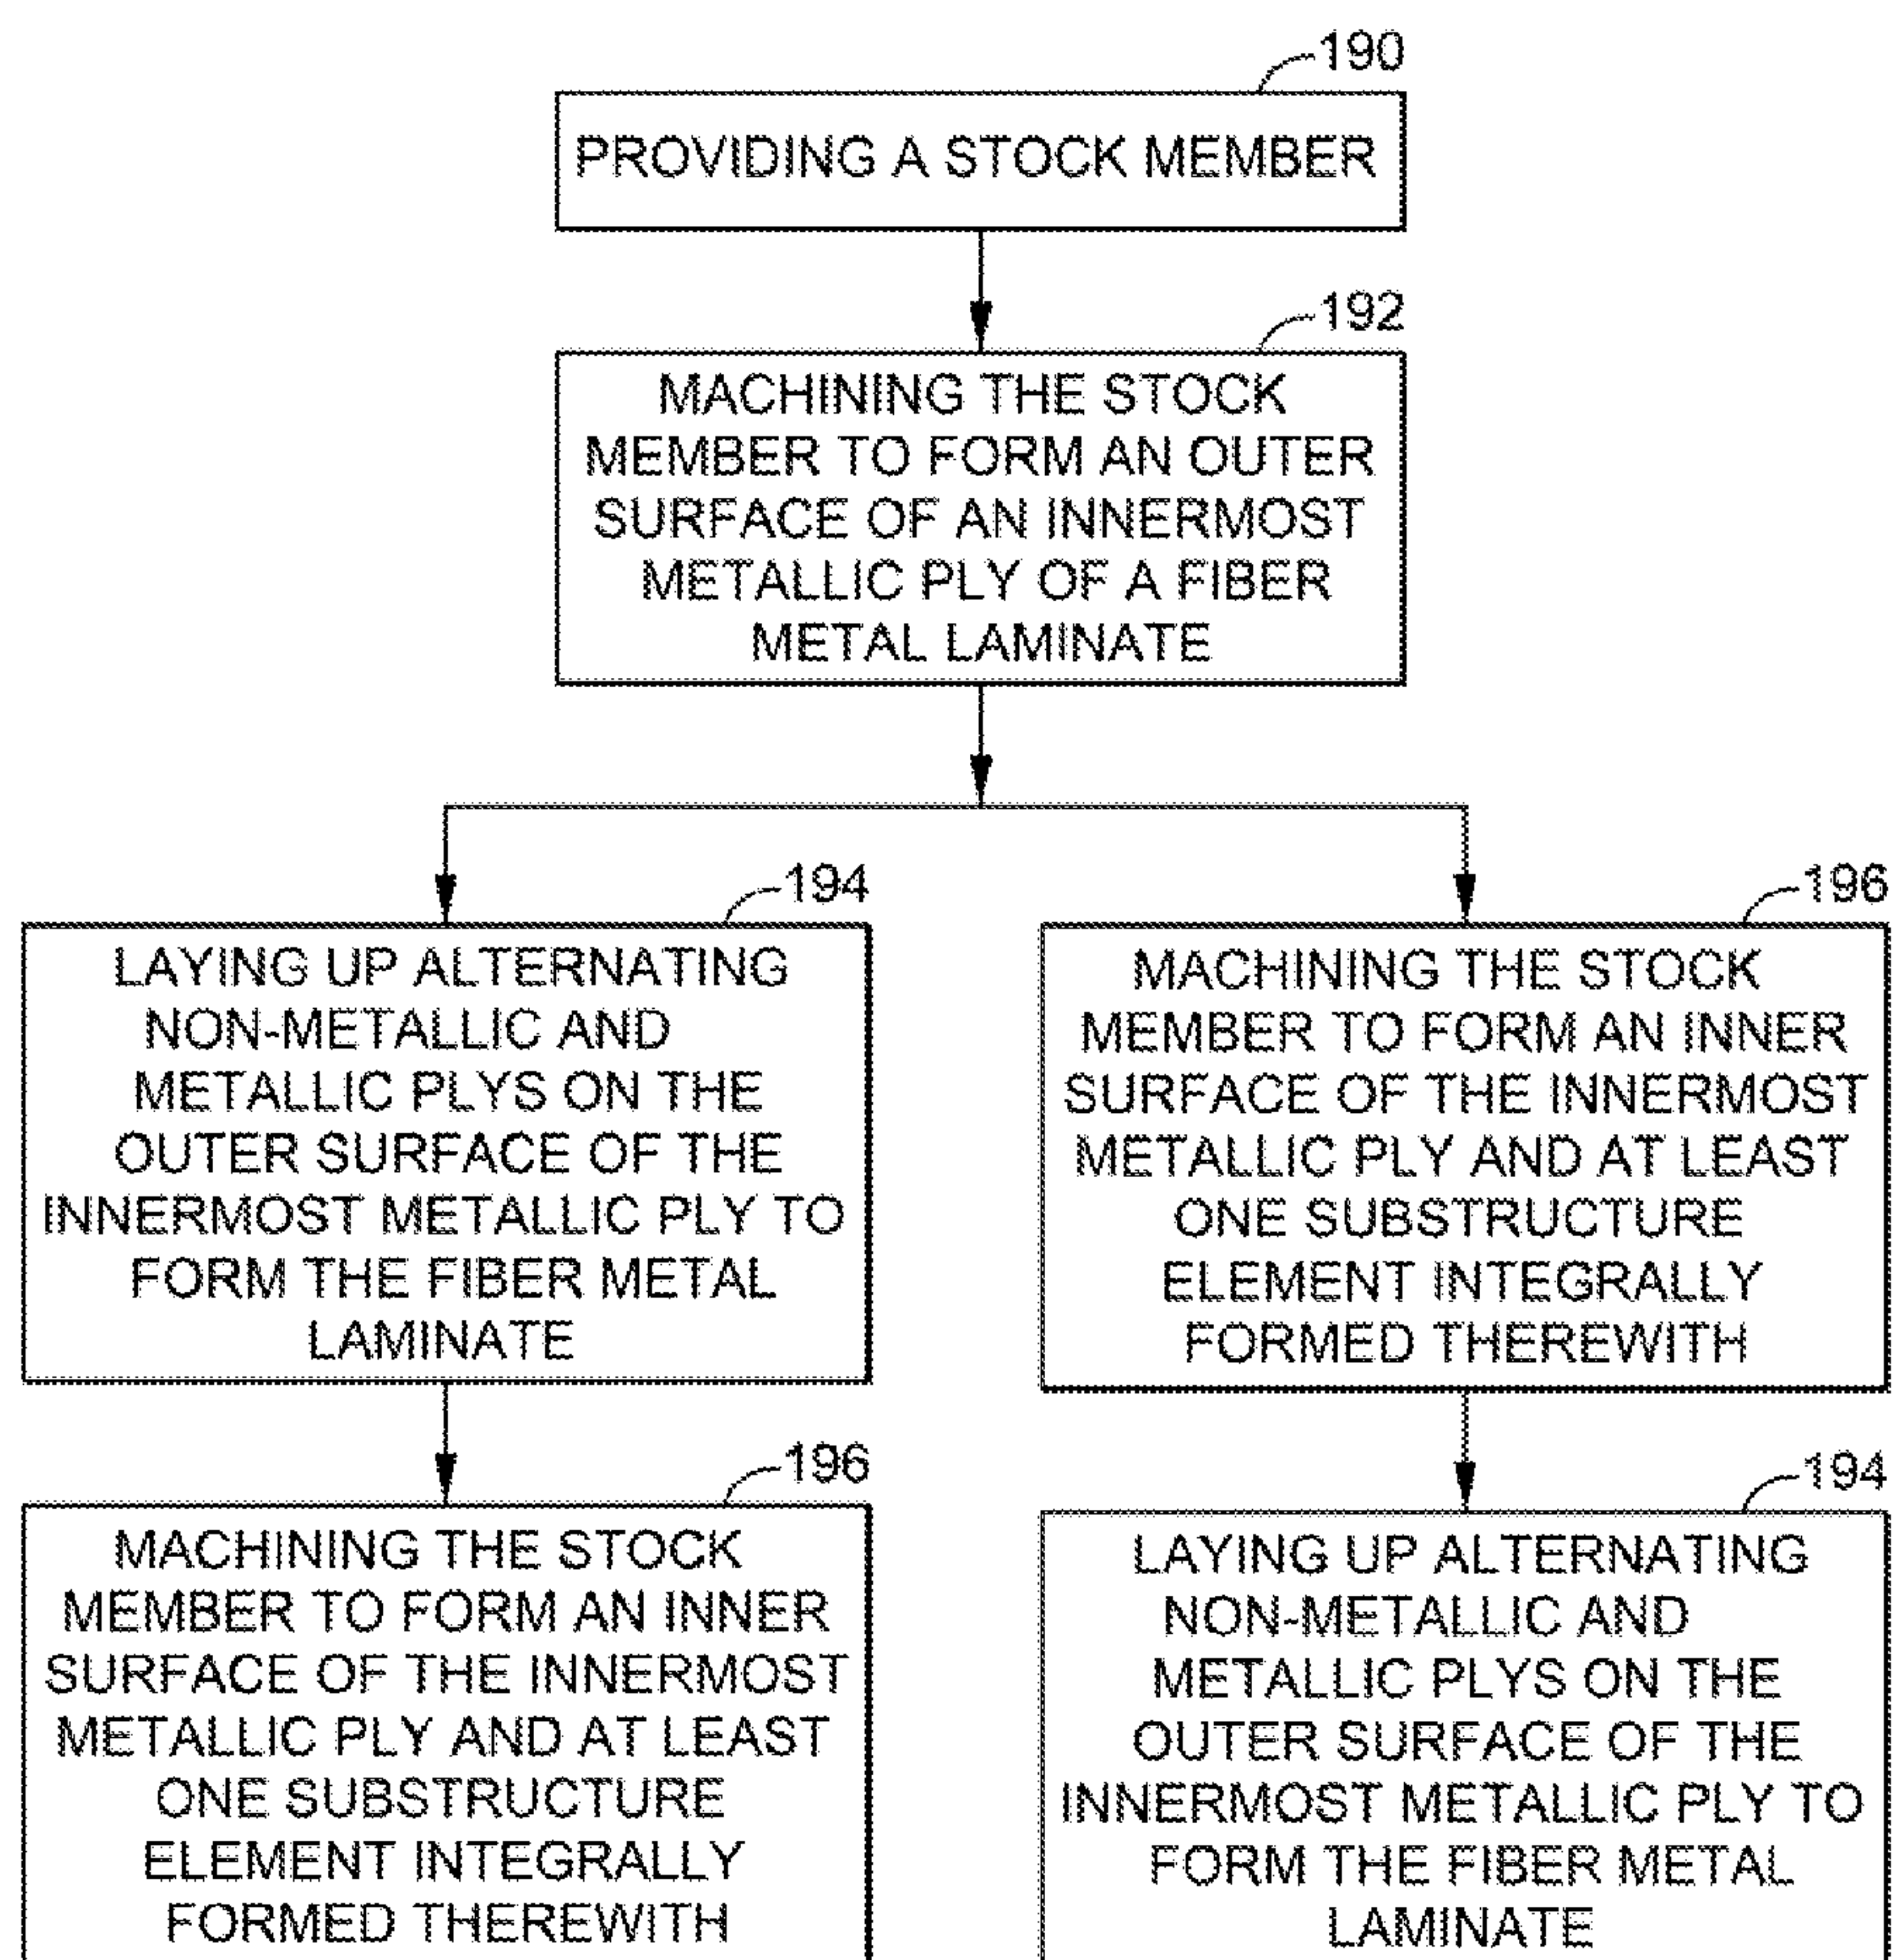 190
PROVIDING A STOCK MEMBER
192
MACHINING THE STOCK
MEMBER TO FORM AN OUTER
SURFACE OF AN INNERMOST
METALLIC PLY OF A FIBER
METAL LAMINATE
194
LAYING UP ALTERNATING
NON-METALLIC AND
METALLIC PLYS ON THE
OUTER SURFACE OF THE
INNERMOST METALLIC PLY TO
FORM THE FIBER METAL
LAMINATE
196
MACHINING THE STOCK
MEMBER TO FORM AN INNER
SURFACE OF THE INNERMOST
METALLIC PLY AND AT LEAST
ONE SUBSTRUCTURE
ELEMENT INTEGRALLY
FORMED THEREWITH
196
MACHINING THE STOCK
MEMBER TO FORM AN INNER
SURFACE OF THE INNERMOST
METALLIC PLY AND AT LEAST
ONE SUBSTRUCTURE
ELEMENT INTEGRALLY
FORMED THEREWITH
194
LAYING UP ALTERNATING
NON-METALLIC AND
METALLIC PLYS ON THE
OUTER SURFACE OF THE
INNERMOST METALLIC PLY TO
FORM THE FIBER METAL
LAMINATE